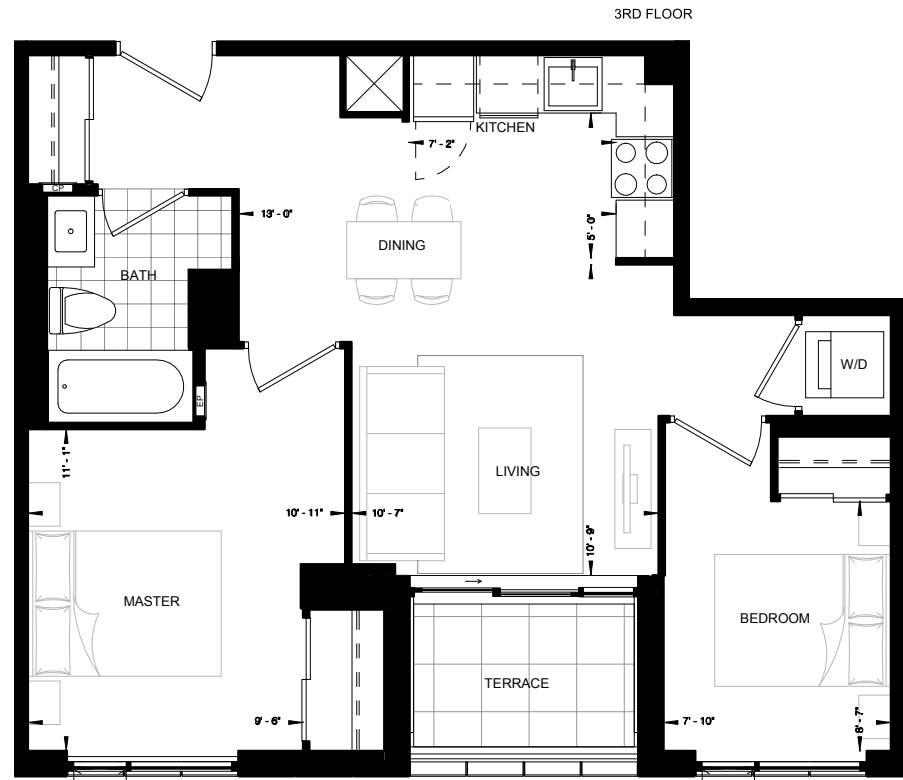 3RD FLOOR
KITCHEN
7' - 2"
CP
13' - 0"
5' - 0"
DINING
BATH
W/D
EP
11' - 1"
LIVING
10' - 11"
10' - 7"
10' - 9"
MASTER
BEDROOM
TERRACE
9' - 6"
7' - 10"
8' - 7"